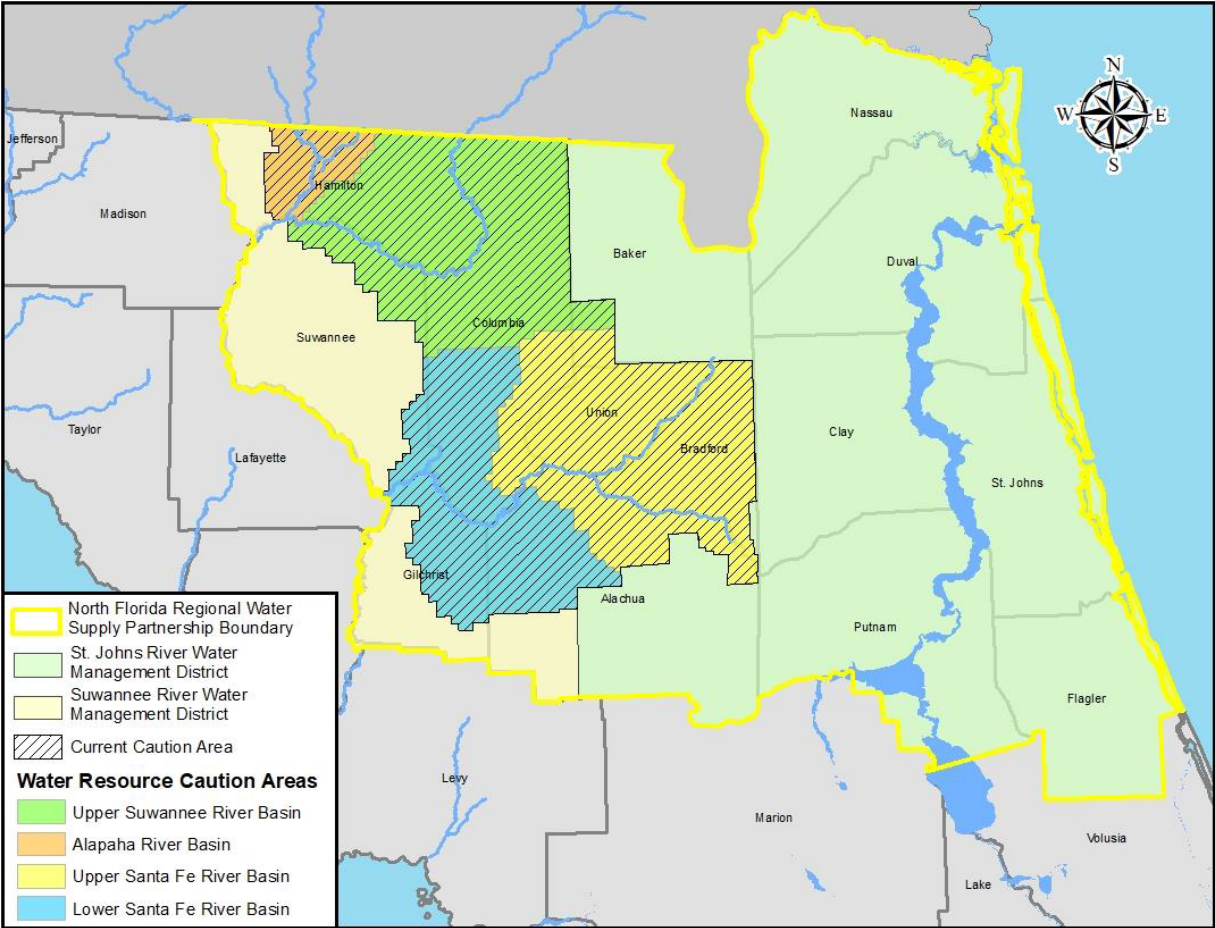 N
W
E
S
Jefferson
Madison
Hamilton
Nassau
Baker
Duval
Suwannee
Columbia
Taylor
Lafayette
Union
Bradford
Clay
St. Johns
Gilchrist
Alachua
Putnam
Flagler
Levy
Marion
Volusia
Lake
North Florida Regional Water
Supply Partnership Boundary
St. Johns River Water
Management District
Suwannee River Water
Management District
Current Caution Area
Water Resource Caution Areas
Upper Suwannee River Basin
Alapaha River Basin
Upper Santa Fe River Basin
Lower Santa Fe River Basin